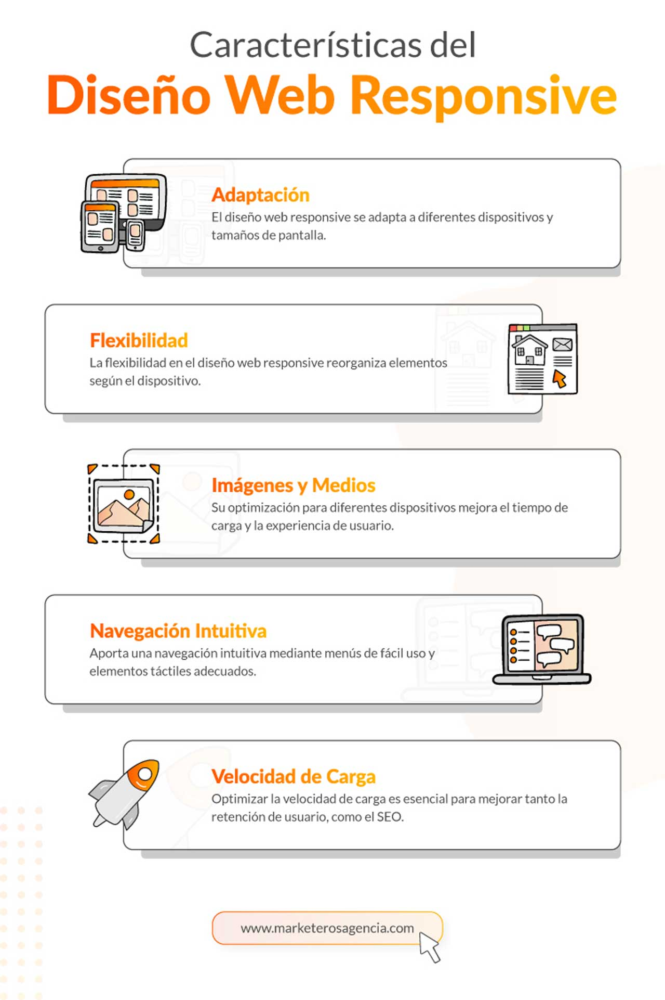 Características del
Diseño Web Responsive
Adaptación
El diseño web responsive se adapta a diferentes dispositivos y
tamaños de pantalla.
Flexibilidad
La flexibilidad en el diseño web responsive reorganiza elementos
según el dispositivo.
Imágenes y Medios
Su optimización para diferentes dispositivos mejora el tiempo de
carga y la experiencia de usuario.
Navegación Intuitiva
Aporta una navegación intuitiva mediante menús de fácil uso y
elementos táctiles adecuados.
Velocidad de Carga
Optimizar la velocidad de carga es esencial para mejorar tanto la
retención de usuario, como el SEO.
www.marketerosagencia.com